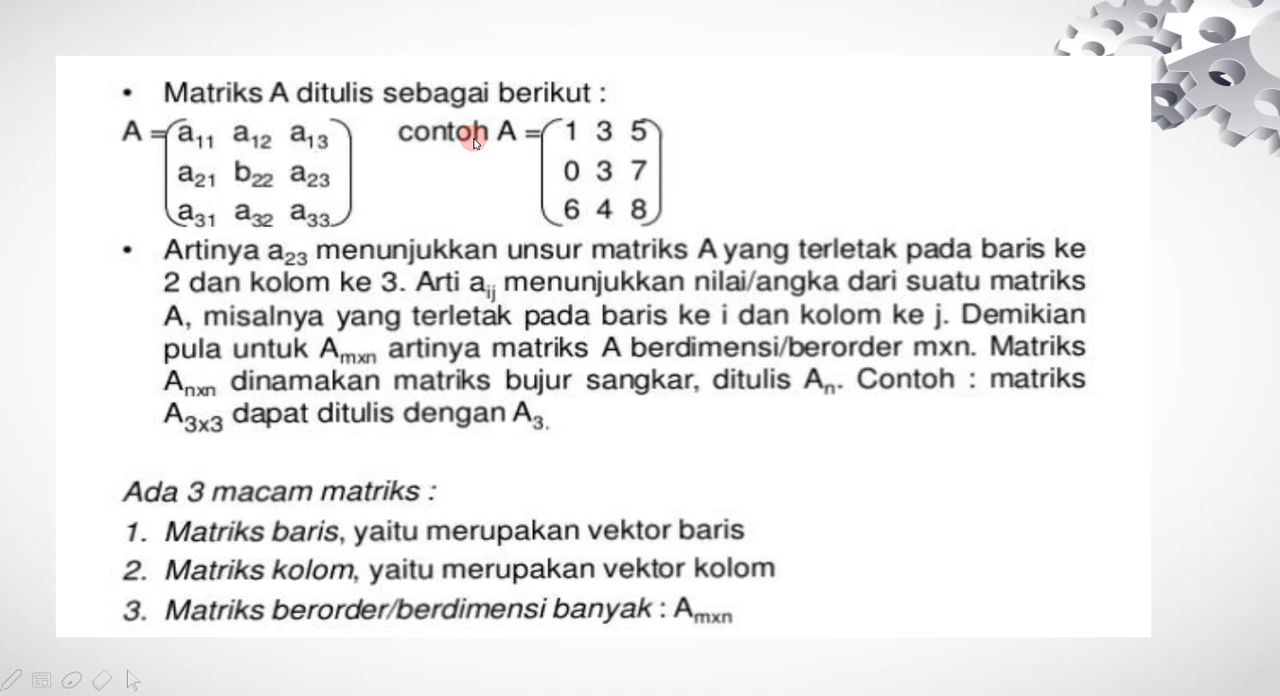 • Matriks A ditulis sebagai berikut :
A = a₁₁ a₁₂ a₁₃ contoh A = 1 3 5
a₂₁ b₂₂ a₂₃ 0 3 7
a₃₁ a₃₂ a₃₃ 6 4 8
• Artinya a₂₃ menunjukkan unsur matriks A yang terletak pada baris ke
2 dan kolom ke 3. Arti aᵢⱼ menunjukkan nilai/angka dari suatu matriks
A, misalnya yang terletak pada baris ke i dan kolom ke j. Demikian
pula untuk Amxn artinya matriks A berdimensi/berorder mxn. Matriks
Anxn dinamakan matriks bujur sangkar, ditulis An. Contoh : matriks
A3x3 dapat ditulis dengan A3.
Ada 3 macam matriks :
1. Matriks baris, yaitu merupakan vektor baris
2. Matriks kolom, yaitu merupakan vektor kolom
3. Matriks berorder/berdimensi banyak : Amxn